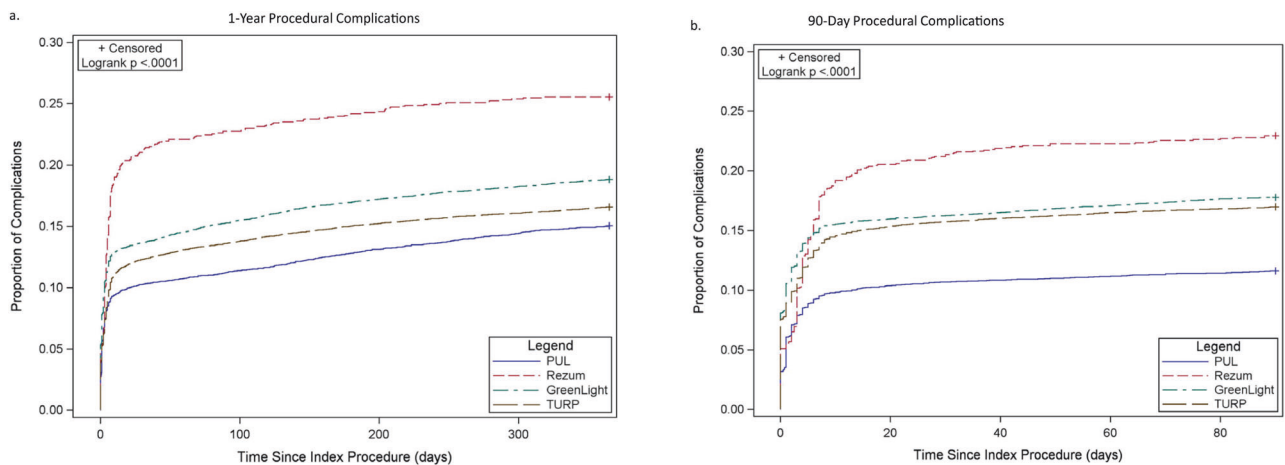 a.
1-Year Procedural Complications
+ Censored
Logrank p <.0001
Proportion of Complications
0.30
0.25
0.20
0.15
0.10
0.05
0.00
0 100 200 300
Time Since Index Procedure (days)
Legend
PUL
Rezum
GreenLight
TURP
b.
90-Day Procedural Complications
+ Censored
Logrank p <.0001
Proportion of Complications
0.30
0.25
0.20
0.15
0.10
0.05
0.00
0 20 40 60 80
Time Since Index Procedure (days)
Legend
PUL
Rezum
GreenLight
TURP